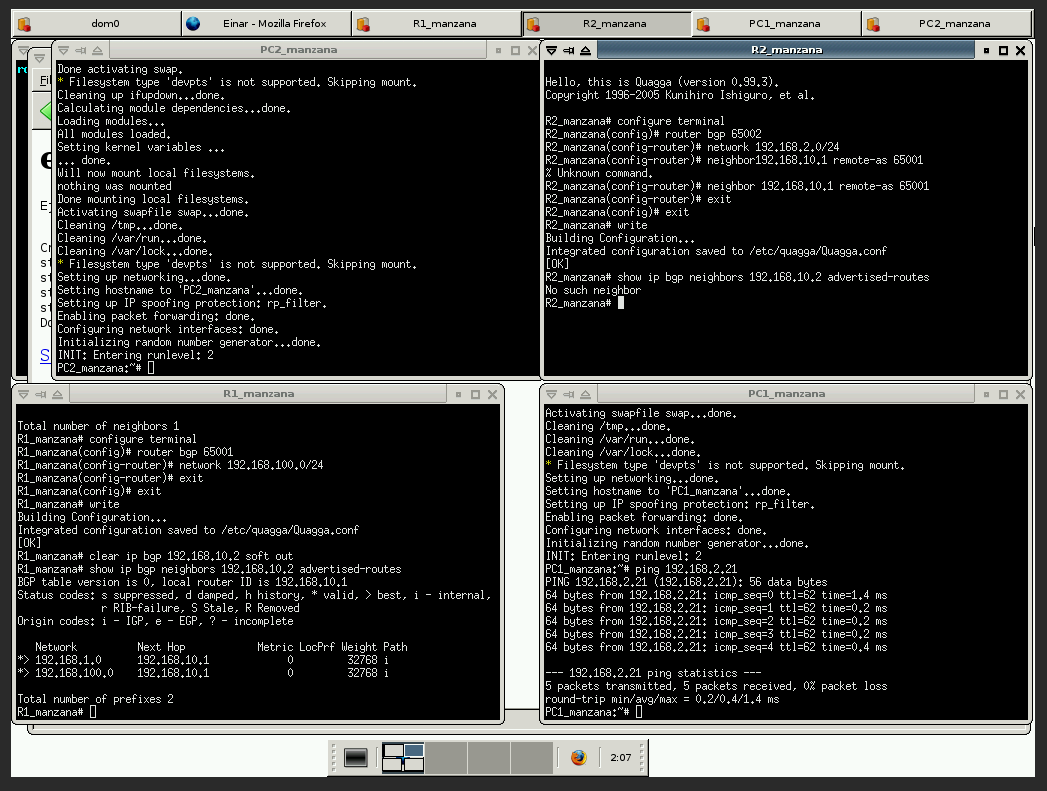 dom0
Einar - Mozilla Firefox
R1_manzana
R2_manzana
PC1_manzana
PC2_manzana
PC2_manzana
Done activating swap.
* Filesystem type 'devpts' is not supported. Skipping mount.
Cleaning up ifupdown...done.
Calculating module dependencies...done.
Loading modules...
All modules loaded.
Setting kernel variables ...
... done.
Will now mount local filesystems.
nothing was mounted
Done mounting local filesystems.
Activating swapfile swap...done.
Cleaning /tmp...done.
Cleaning /var/run...done.
Cleaning /var/lock...done.
* Filesystem type 'devpts' is not supported. Skipping mount.
Setting up networking...done.
Setting hostname to 'PC2_manzana'...done.
Setting up IP spoofing protection: rp_filter.
Enabling packet forwarding: done.
Configuring network interfaces: done.
Initializing random number generator...done.
INIT: Entering runlevel: 2
PC2_manzana:~#
R2_manzana
Hello, this is Quagga (version 0.99.3).
Copyright 1996-2005 Kunihiro Ishiguro, et al.
R2_manzana# configure terminal
R2_manzana(config)# router bgp 65002
R2_manzana(config-router)# network 192.168.2.0/24
R2_manzana(config-router)# neighbor192.168.10.1 remote-as 65001
% Unknown command.
R2_manzana(config-router)# neighbor 192.168.10.1 remote-as 65001
R2_manzana(config-router)# exit
R2_manzana(config)# exit
R2_manzana# write
Building Configuration...
Integrated configuration saved to /etc/quagga/Quagga.conf
[OK]
R2_manzana# show ip bgp neighbors 192.168.10.2 advertised-routes
No such neighbor
R2_manzana#
R1_manzana
Total number of neighbors 1
R1_manzana# configure terminal
R1_manzana(config)# router bgp 65001
R1_manzana(config-router)# network 192.168.100.0/24
R1_manzana(config-router)# exit
R1_manzana(config)# exit
R1_manzana# write
Building Configuration...
Integrated configuration saved to /etc/quagga/Quagga.conf
[OK]
R1_manzana# clear ip bgp 192.168.10.2 soft out
R1_manzana# show ip bgp neighbors 192.168.10.2 advertised-routes
BGP table version is 0, local router ID is 192.168.10.1
Status codes: s suppressed, d damped, h history, * valid, > best, i - internal,
r RIB-failure, S Stale, R Removed
Origin codes: i - IGP, e - EGP, ? - incomplete
Network Next Hop Metric LocPrf Weight Path
*> 192.168.1.0 192.168.10.1 0 32768 i
*> 192.168.100.0 192.168.10.1 0 32768 i
Total number of prefixes 2
R1_manzana#
PC1_manzana
Activating swapfile swap...done.
Cleaning /tmp...done.
Cleaning /var/run...done.
Cleaning /var/lock...done.
* Filesystem type 'devpts' is not supported. Skipping mount.
Setting up networking...done.
Setting hostname to 'PC1_manzana'...done.
Setting up IP spoofing protection: rp_filter.
Enabling packet forwarding: done.
Configuring network interfaces: done.
Initializing random number generator...done.
INIT: Entering runlevel: 2
PC1_manzana:~# ping 192.168.2.21
PING 192.168.2.21 (192.168.2.21): 56 data bytes
64 bytes from 192.168.2.21: icmp_seq=0 ttl=62 time=1.4 ms
64 bytes from 192.168.2.21: icmp_seq=1 ttl=62 time=0.2 ms
64 bytes from 192.168.2.21: icmp_seq=2 ttl=62 time=0.2 ms
64 bytes from 192.168.2.21: icmp_seq=3 ttl=62 time=0.2 ms
64 bytes from 192.168.2.21: icmp_seq=4 ttl=62 time=0.4 ms
--- 192.168.2.21 ping statistics ---
5 packets transmitted, 5 packets received, 0% packet loss
round-trip min/avg/max = 0.2/0.4/1.4 ms
PC1_manzana:~#
2:07